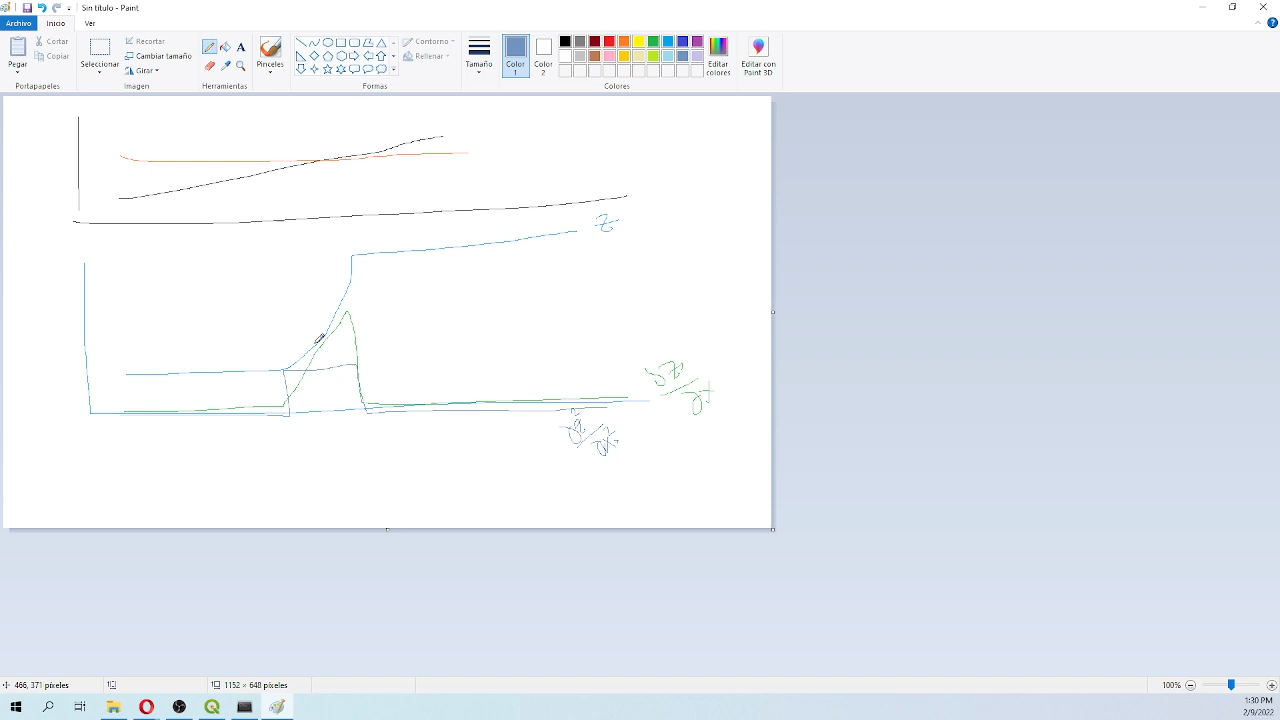 Sin título - Paint
Archivo Inicio Ver
Pegar
Cortar
Copiar
Seleccionar
Recortar
Cambiar tamaño
Girar
A
Pinceles
Contorno
Rellenar
Tamaño
Color 1
Color 2
Editar colores
Editar con Paint 3D
Portapapeles Imagen Herramientas Formas Colores
z
466, 371 píxeles
1152 × 648 píxeles
100%
1:30 PM
2/9/2022